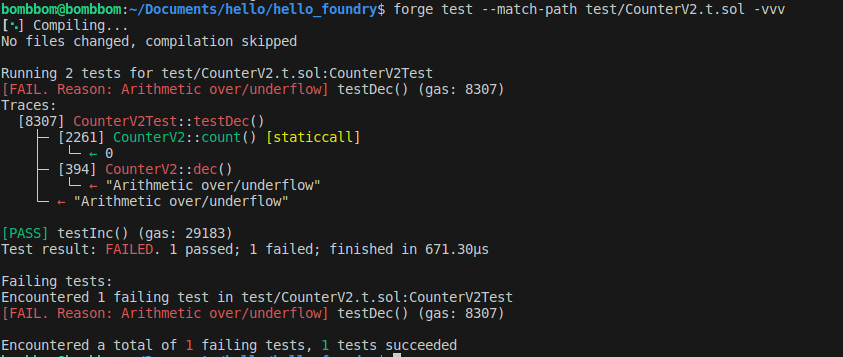 bombbom@bombbom:~/Documents/hello/hello_foundry$ forge test --match-path test/CounterV2.t.sol -vvv
[⠢] Compiling...
No files changed, compilation skipped
Running 2 tests for test/CounterV2.t.sol:CounterV2Test
[FAIL. Reason: Arithmetic over/underflow] testDec() (gas: 8307)
Traces:
[8307] CounterV2Test::testDec()
├─ [2261] CounterV2::count() [staticcall]
│ └─ ← 0
├─ [394] CounterV2::dec()
│ └─ ← "Arithmetic over/underflow"
└─ ← "Arithmetic over/underflow"
[PASS] testInc() (gas: 29183)
Test result: FAILED. 1 passed; 1 failed; finished in 671.30µs
Failing tests:
Encountered 1 failing test in test/CounterV2.t.sol:CounterV2Test
[FAIL. Reason: Arithmetic over/underflow] testDec() (gas: 8307)
Encountered a total of 1 failing tests, 1 tests succeeded